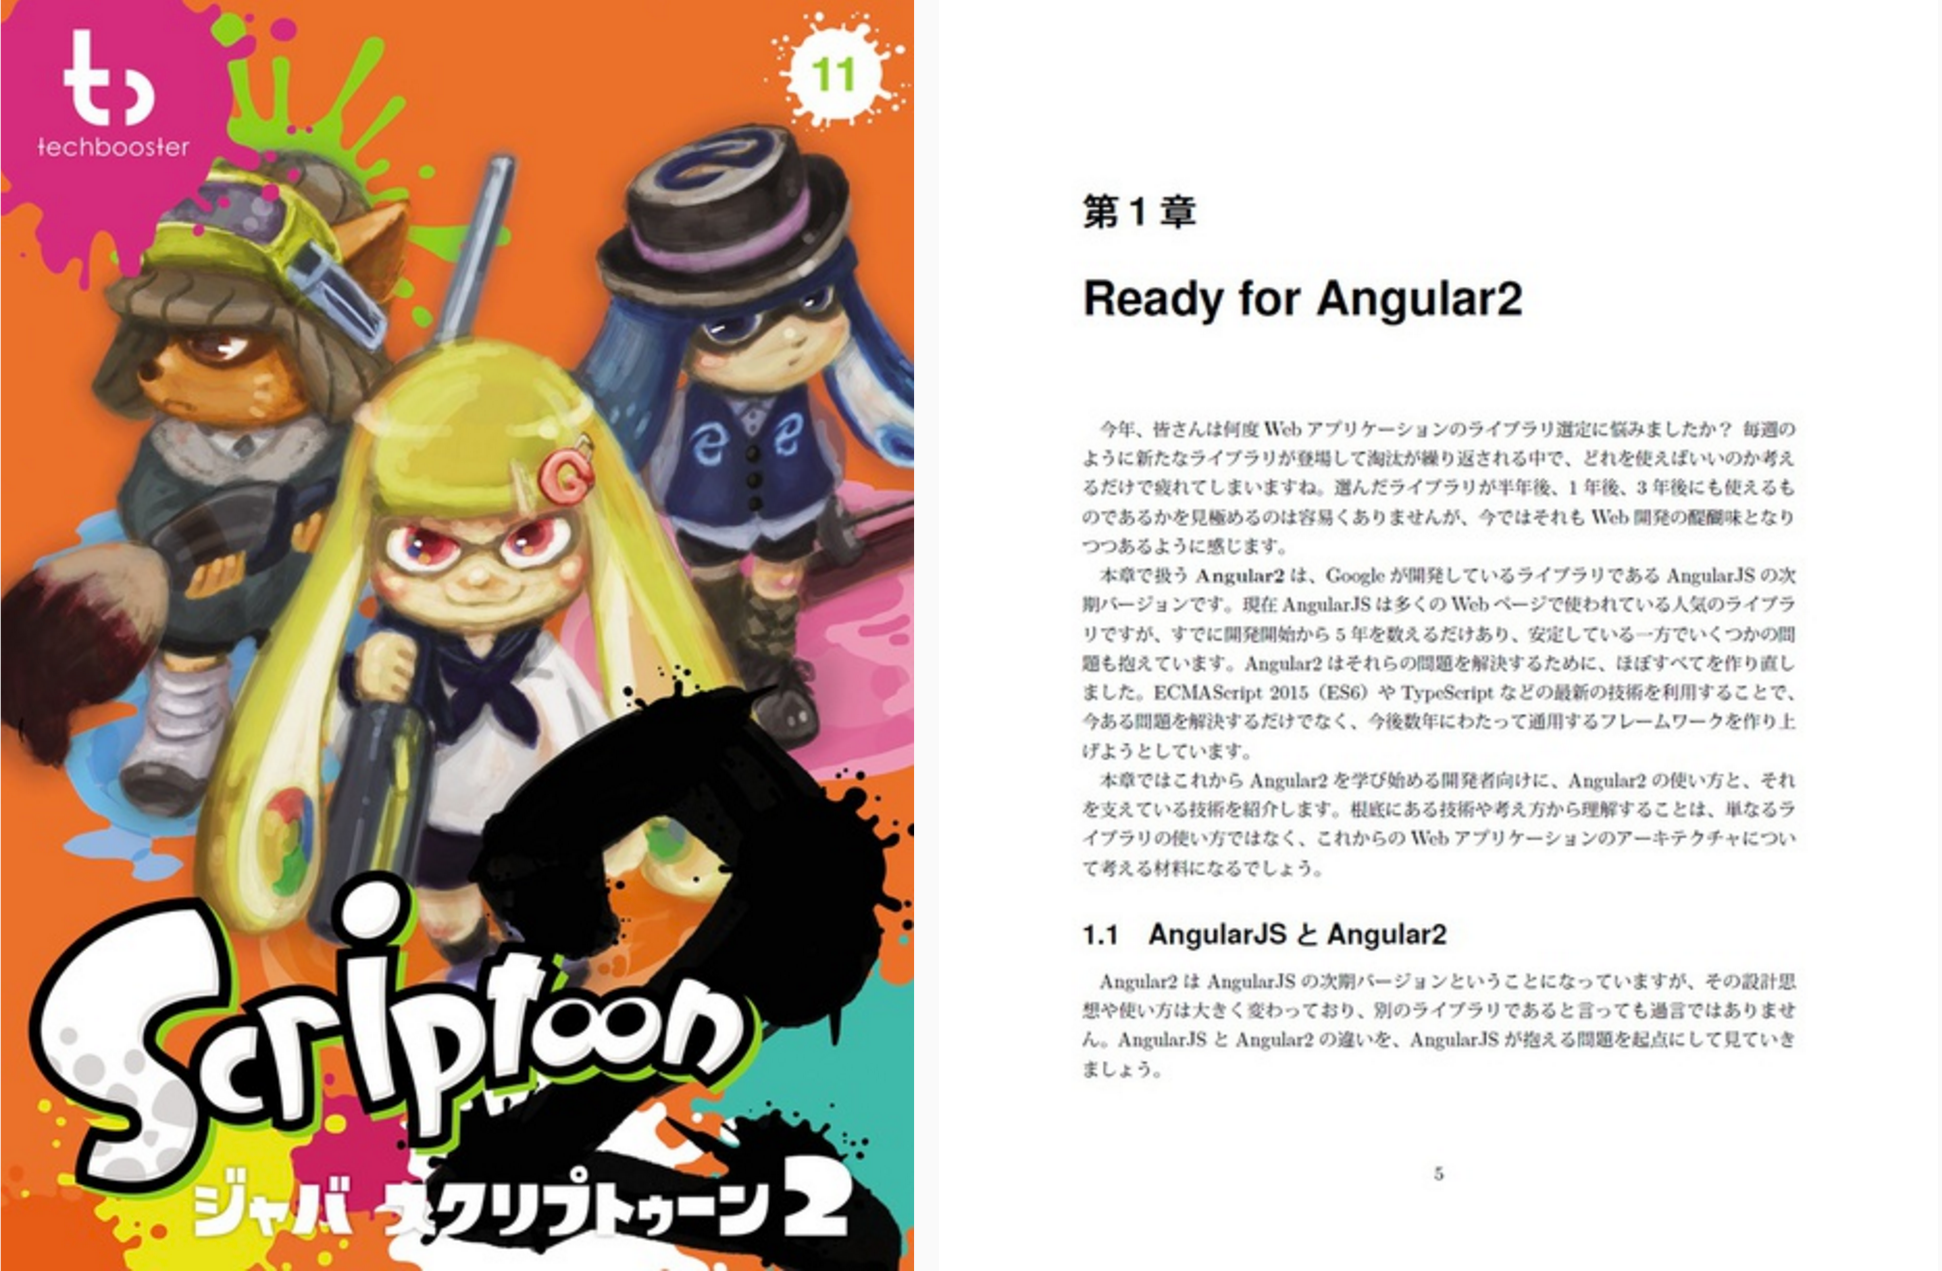 techbooster
11
Scriptoon
2
ジャバ スクリプトゥーン2
第 1 章
Ready for Angular2
今年、皆さんは何度 Web アプリケーションのライブラリ選定に悩みましたか？ 毎週の
ように新たなライブラリが登場して淘汰が繰り返される中で、どれを使えばいいのか考え
るだけで疲れてしまいますね。選んだライブラリが半年後、1 年後、3 年後にも使えるも
のであるかを見極めるのは容易くありませんが、今ではそれも Web 開発の醍醐味となり
つつあるように感じます。
本章で扱う Angular2 は、Google が開発しているライブラリである AngularJS の次
期バージョンです。現在 AngularJS は多くの Web ページで使われている人気のライブラ
リですが、すでに開発開始から 5 年を数えるだけあり、安定している一方でいくつかの問
題も抱えています。Angular2 はそれらの問題を解決するために、ほぼすべてを作り直し
ました。ECMAScript 2015（ES6）や TypeScript などの最新の技術を利用することで、
今ある問題を解決するだけでなく、今後数年にわたって通用するフレームワークを作り上
げようとしています。
本章ではこれから Angular2 を学び始める開発者向けに、Angular2 の使い方と、それ
を支えている技術を紹介します。根底にある技術や考え方から理解することは、単なるラ
イブラリの使い方ではなく、これからの Web アプリケーションのアーキテクチャについ
て考える材料になるでしょう。
1.1 AngularJS と Angular2
Angular2 は AngularJS の次期バージョンということになっていますが、その設計思
想や使い方は大きく変わっており、別のライブラリであると言っても過言ではありませ
ん。AngularJS と Angular2 の違いを、AngularJS が抱える問題を起点にして見ていき
ましょう。
5